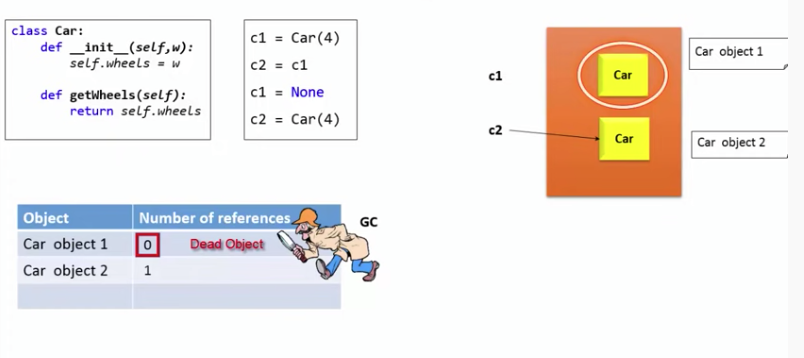 class Car:
def __init__(self,w):
self.wheels = w
def getWheels(self):
return self.wheels
c1 = Car(4)
c2 = c1
c1 = None
c2 = Car(4)
c1
c2
Car
Car
Car object 1
Car object 2
Object Number of references
Car object 1 0 Dead Object
Car object 2 1
GC